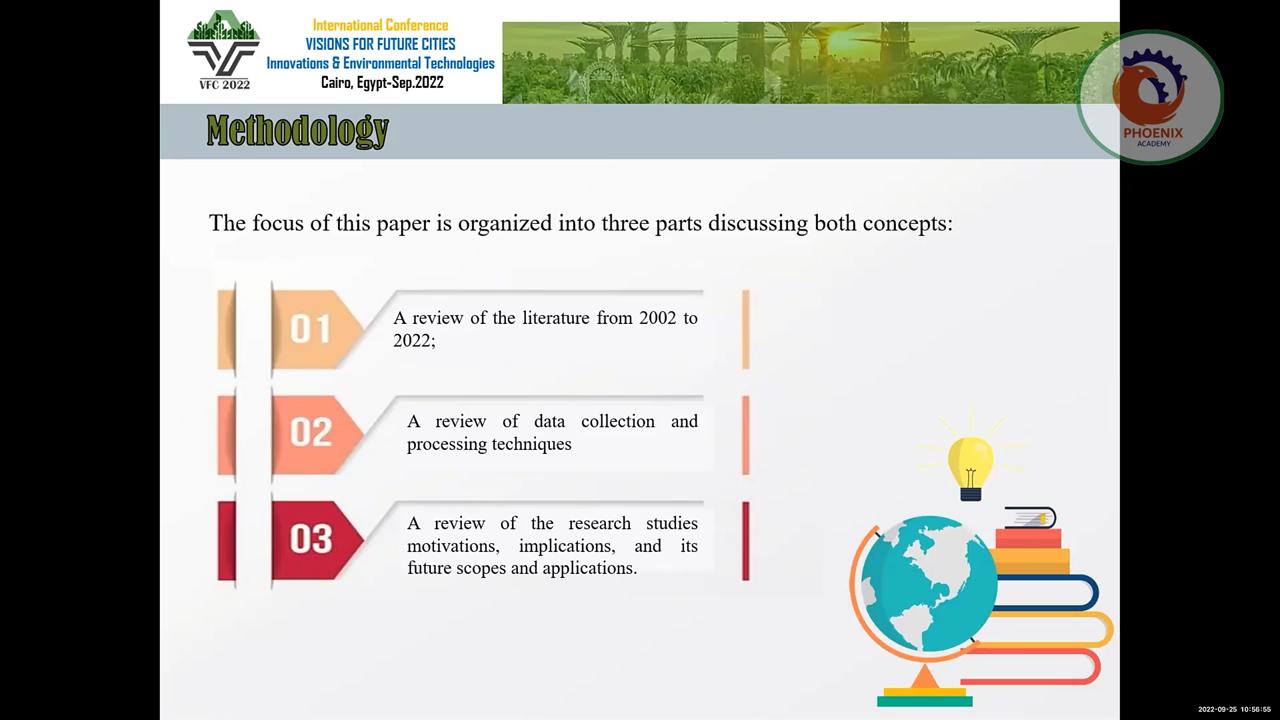 International Conference
VISIONS FOR FUTURE CITIES
Innovations & Environmental Technologies
Cairo, Egypt-Sep.2022
VFC 2022
PHOENIX
ACADEMY
Methodology
The focus of this paper is organized into three parts discussing both concepts:
01
A review of the literature from 2002 to
2022;
02
A review of data collection and
processing techniques
03
A review of the research studies
motivations, implications, and its
future scopes and applications.
2022-09-25 10:56:55